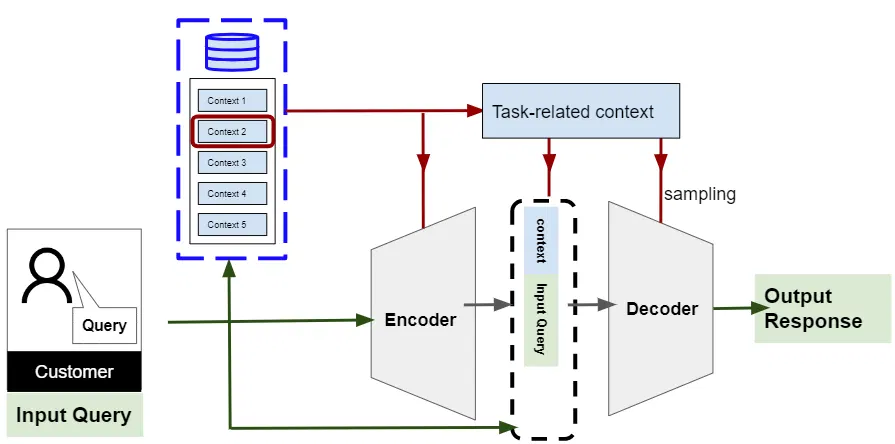 Context 1
Context 2
Context 3
Context 4
Context 5
Task-related context
sampling
Query
Customer
Input Query
Encoder
context
Input Query
Decoder
Output
Response